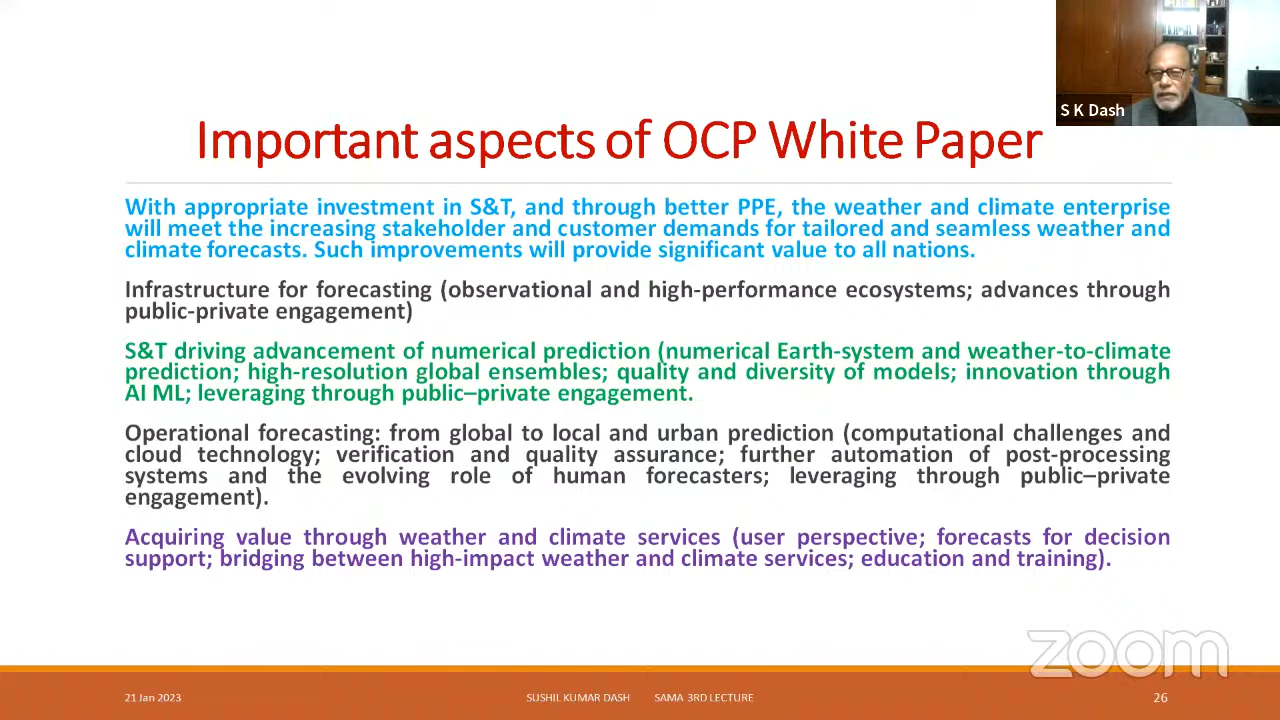 S K Dash
Important aspects of OCP White Paper
With appropriate investment in S&T, and through better PPE, the weather and climate enterprise
will meet the increasing stakeholder and customer demands for tailored and seamless weather and
climate forecasts. Such improvements will provide significant value to all nations.
Infrastructure for forecasting (observational and high-performance ecosystems; advances through
public-private engagement)
S&T driving advancement of numerical prediction (numerical Earth-system and weather-to-climate
prediction; high-resolution global ensembles; quality and diversity of models; innovation through
AI ML; leveraging through public–private engagement.
Operational forecasting: from global to local and urban prediction (computational challenges and
cloud technology; verification and quality assurance; further automation of post-processing
systems and the evolving role of human forecasters; leveraging through public–private
engagement).
Acquiring value through weather and climate services (user perspective; forecasts for decision
support; bridging between high-impact weather and climate services; education and training).
zoom
21 Jan 2023 SUSHIL KUMAR DASH SAMA 3RD LECTURE 26